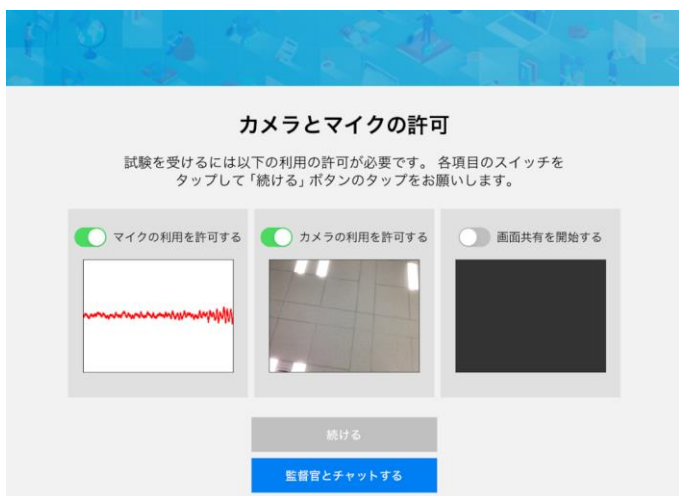 カメラとマイクの許可
試験を受けるには以下の利用の許可が必要です。 各項目のスイッチを
タップして「続ける」ボタンのタップをお願いします。
マイクの利用を許可する
カメラの利用を許可する
画面共有を開始する
続ける
監督官とチャットする